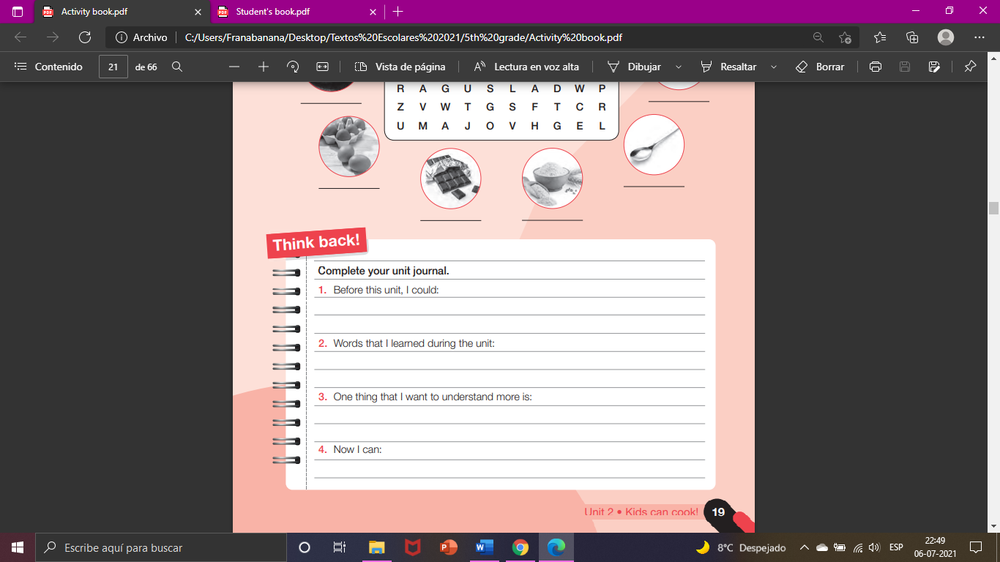 Activity book.pdf
Student's book.pdf
Archivo C:/Users/Franabanana/Desktop/Textos%20Escolares%202021/5th%20grade/Activity%20book.pdf
Contenido 21 de 66 Vista de página Lectura en voz alta Dibujar Resaltar Borrar
R A G U S L A D W P
Z V W T G S F T C R
U M A J O V H G E L
Think back!
Complete your unit journal.
1. Before this unit, I could:
2. Words that I learned during the unit:
3. One thing that I want to understand more is:
4. Now I can:
Unit 2 • Kids can cook! 19
Escribe aquí para buscar
8°C Despejado
ESP
22:49
06-07-2021